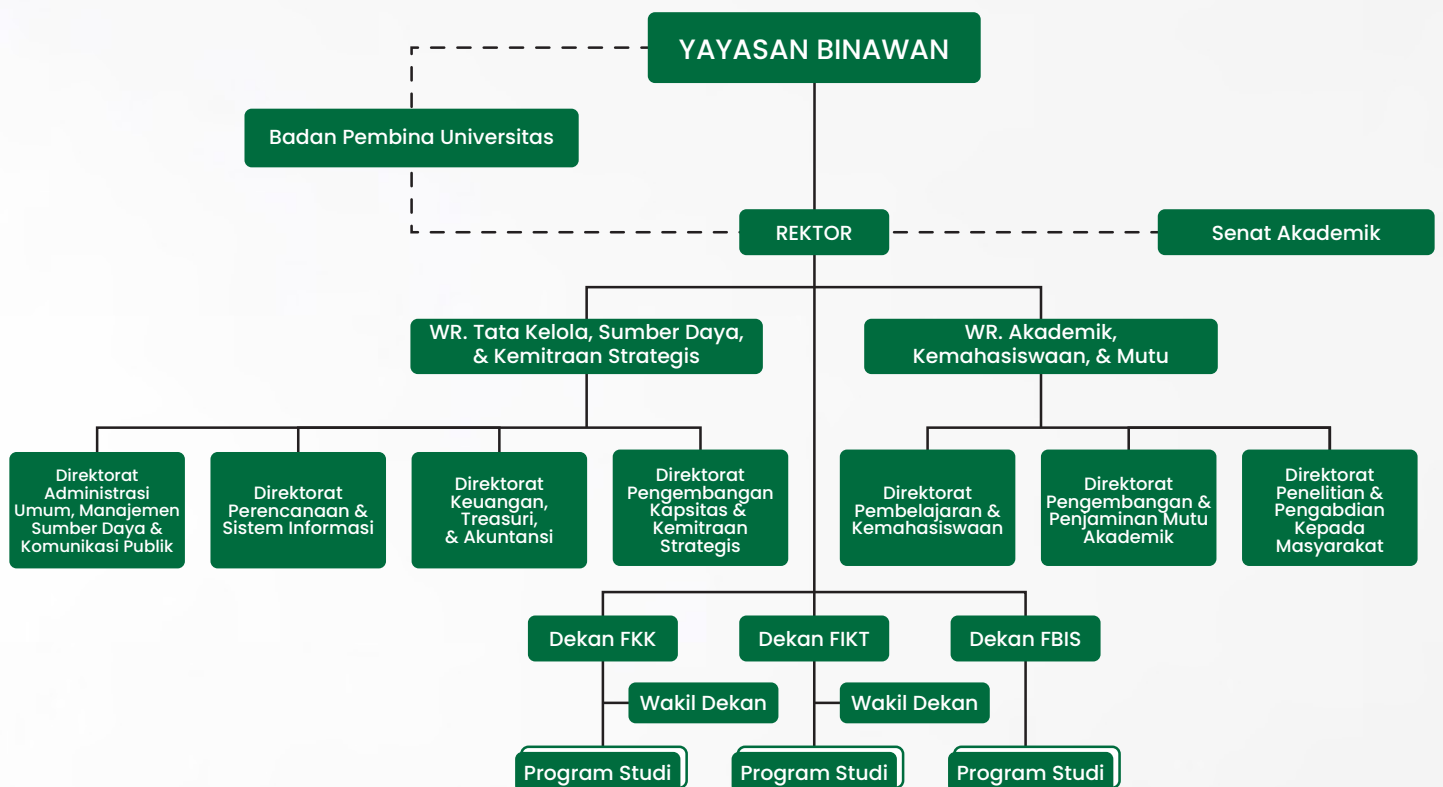 YAYASAN BINAWAN
Badan Pembina Universitas
REKTOR
Senat Akademik
WR. Tata Kelola, Sumber Daya,
& Kemitraan Strategis
WR. Akademik,
Kemahasiswaan, & Mutu
Direktorat
Administrasi
Umum, Manajemen
Sumber Daya &
Komunikasi Publik
Direktorat
Perencanaan &
Sistem Informasi
Direktorat
Keuangan,
Treasuri,
& Akuntansi
Direktorat
Pengembangan
Kapsitas &
Kemitraan
Strategis
Direktorat
Pembelajaran &
Kemahasiswaan
Direktorat
Pengembangan &
Penjaminan Mutu
Akademik
Direktorat
Penelitian &
Pengabdian
Kepada
Masyarakat
Dekan FKK
Dekan FIKT
Dekan FBIS
Wakil Dekan
Wakil Dekan
Program Studi
Program Studi
Program Studi